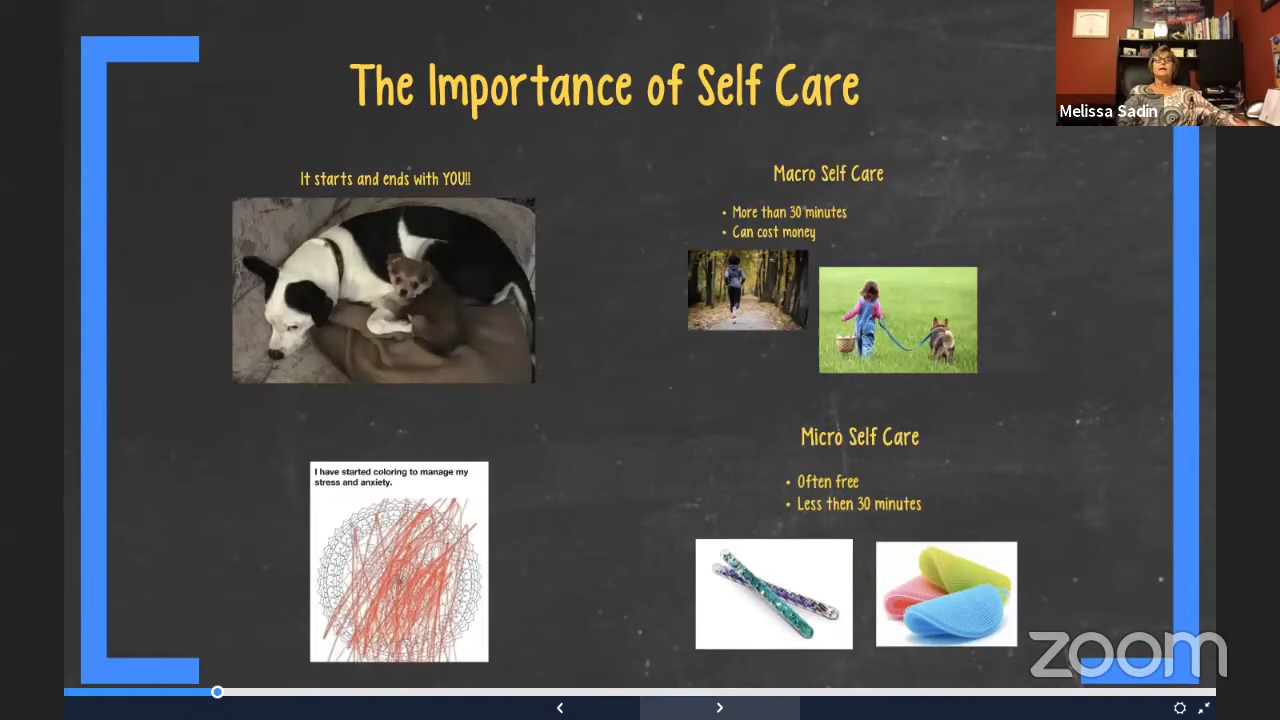 The Importance of Self Care
Melissa Sadin
It starts and ends with YOU!!
Macro Self Care
• More than 30 minutes
• Can cost money
I have started coloring to manage my
stress and anxiety.
Micro Self Care
• Often free
• Less then 30 minutes
zoom